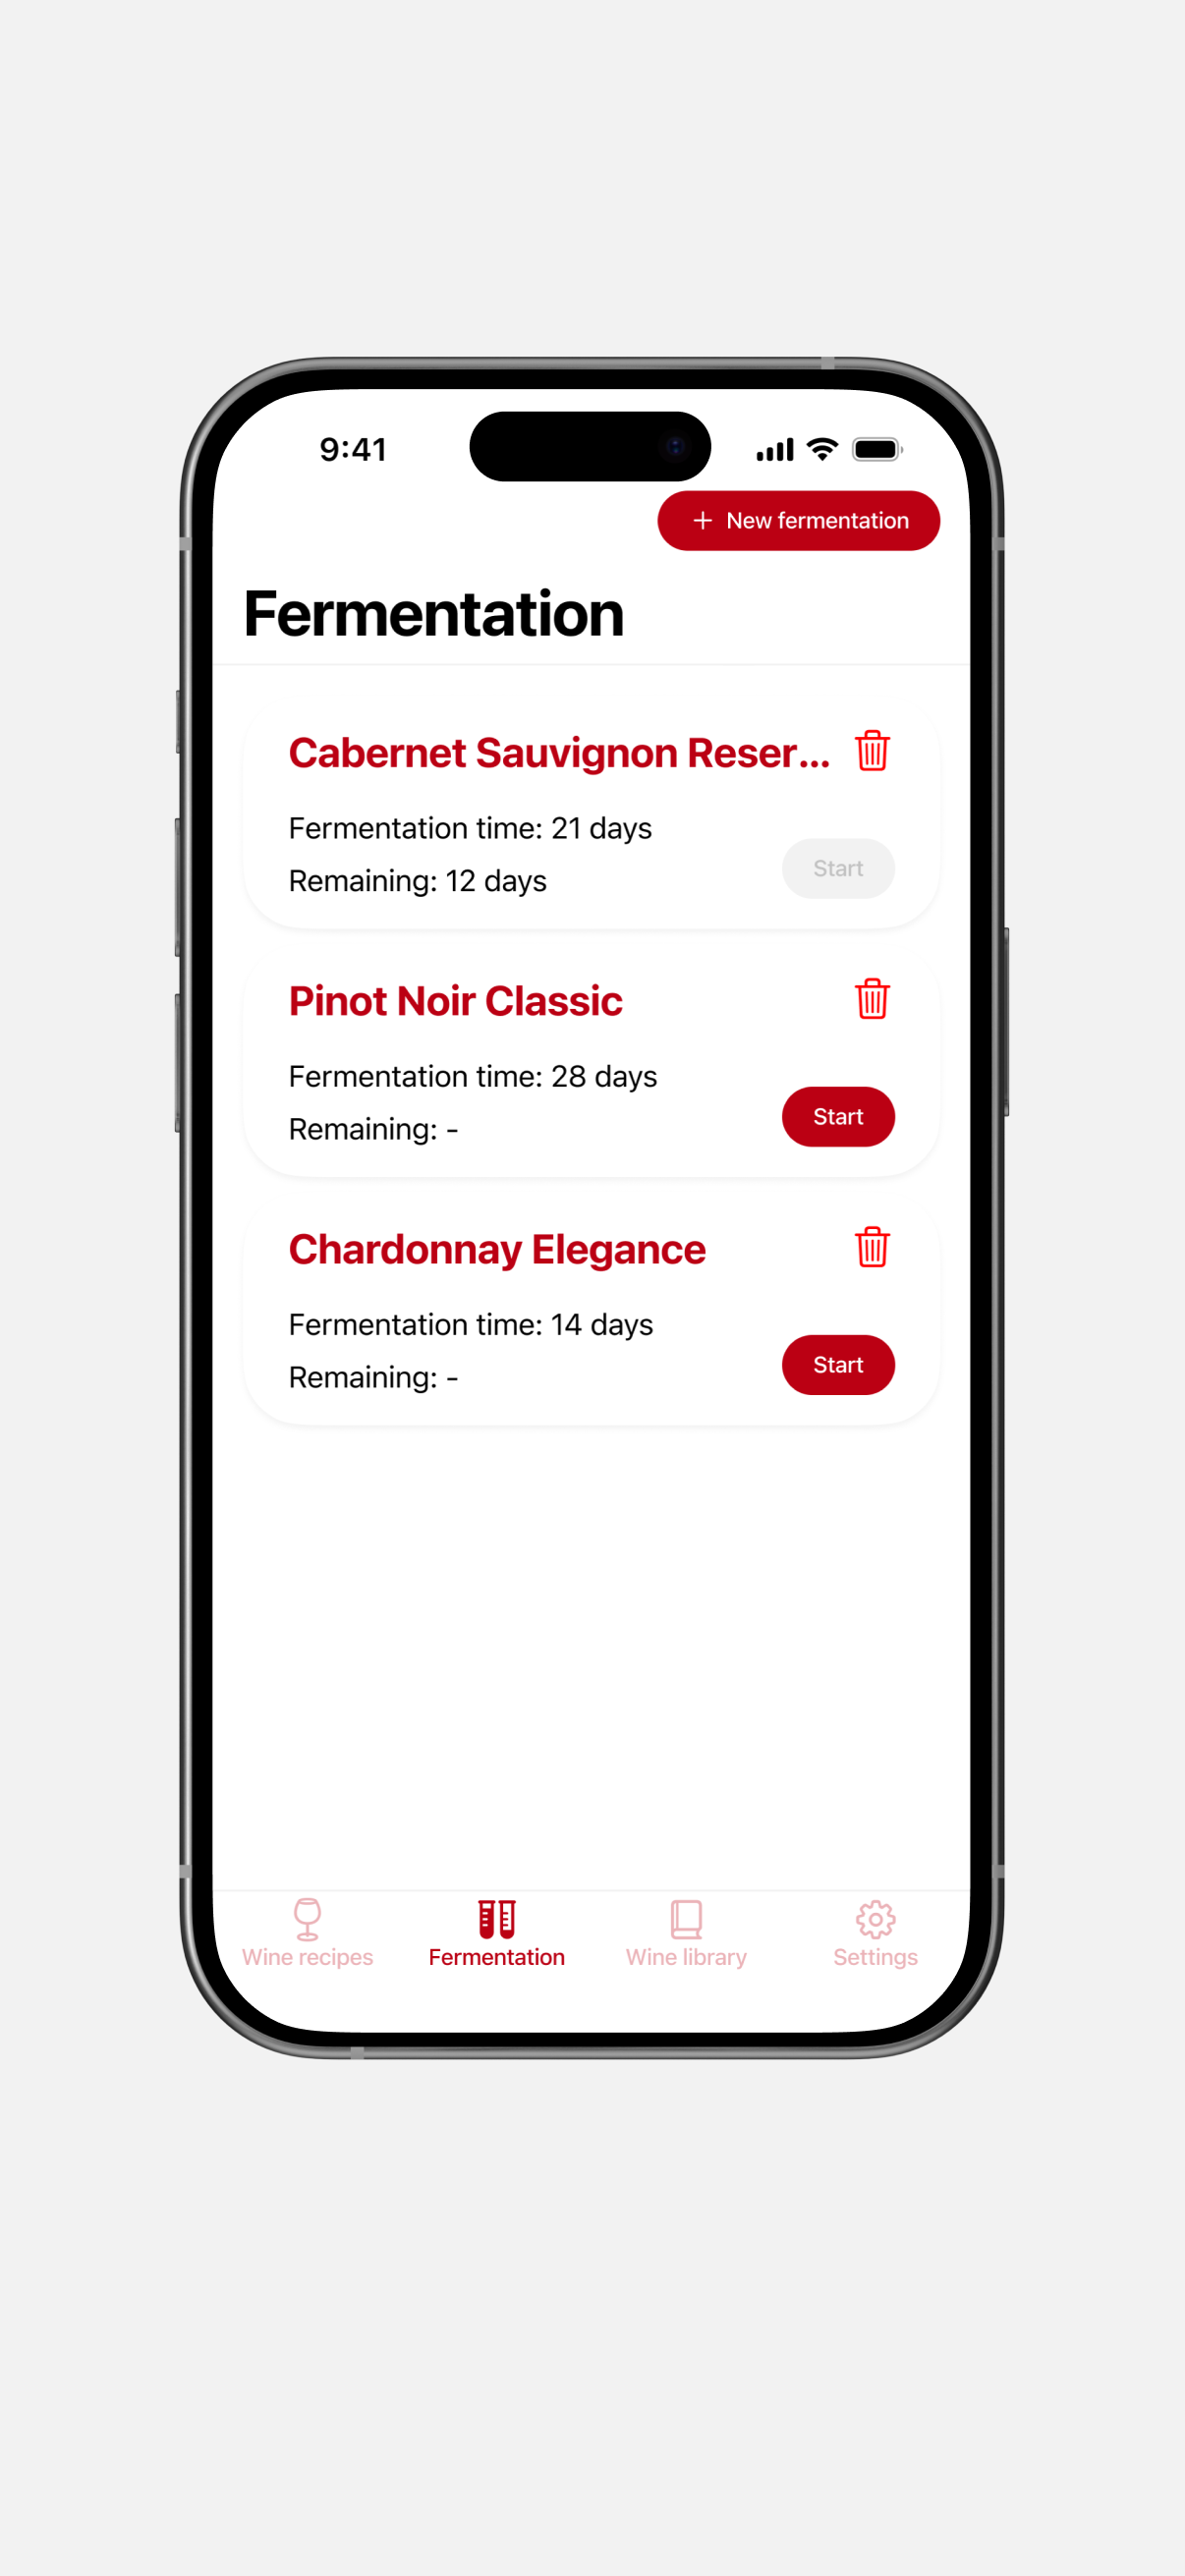 9:41
+ New fermentation
Fermentation
Cabernet Sauvignon Reser...
Fermentation time: 21 days
Remaining: 12 days
Start
Pinot Noir Classic
Fermentation time: 28 days
Remaining: -
Start
Chardonnay Elegance
Fermentation time: 14 days
Remaining: -
Start
Wine recipes
Fermentation
Wine library
Settings